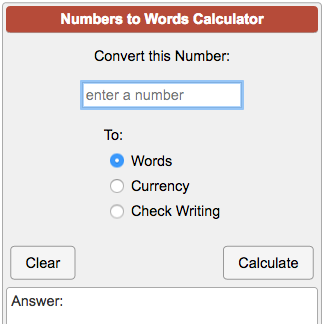 Numbers to Words Calculator
Convert this Number:
enter a number
To:
Words
Currency
Check Writing
Clear Calculate
Answer: